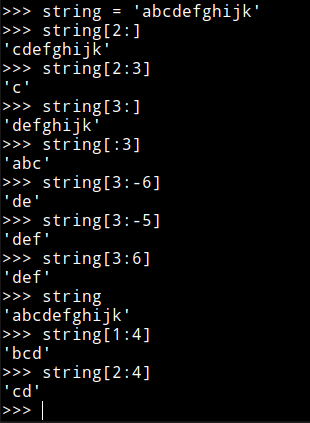 >>> string = 'abcdefghijk'
>>> string[2:]
'cdefghijk'
>>> string[2:3]
'c'
>>> string[3:]
'defghijk'
>>> string[:3]
'abc'
>>> string[3:-6]
'de'
>>> string[3:-5]
'def'
>>> string[3:6]
'def'
>>> string
'abcdefghijk'
>>> string[1:4]
'bcd'
>>> string[2:4]
'cd'
>>>